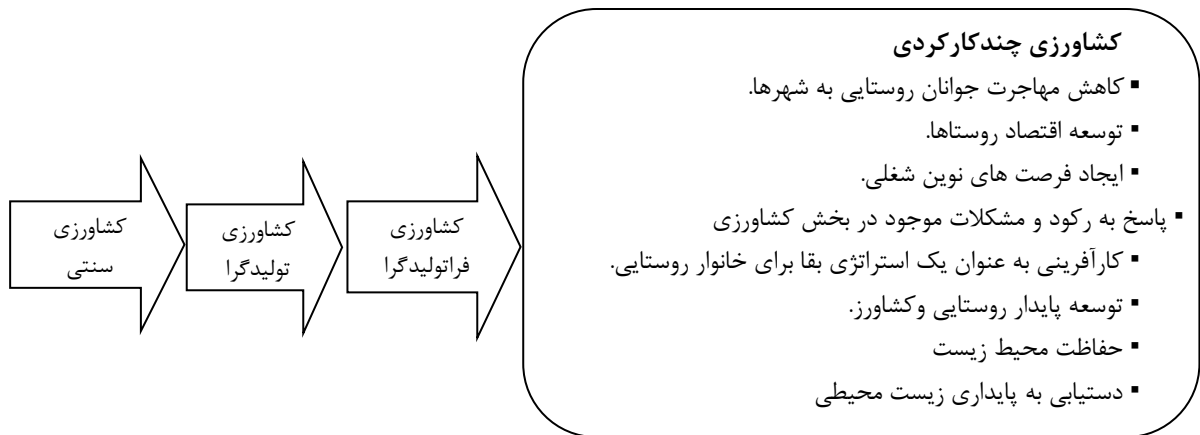 کشاورزی
سنتی
کشاورزی
تولیدگرا
کشاورزی
فراتولیدگرا
کشاورزی چندکارکردی
▪ کاهش مهاجرت جوانان روستایی به شهرها.
▪ توسعه اقتصاد روستاها.
▪ ایجاد فرصت های نوین شغلی.
▪ پاسخ به رکود و مشکلات موجود در بخش کشاورزی
▪ کارآفرینی به عنوان یک استراتژی بقا برای خانوار روستایی.
▪ توسعه پایدار روستایی وکشاورز.
▪ حفاظت محیط زیست
▪ دستیابی به پایداری زیست محیطی